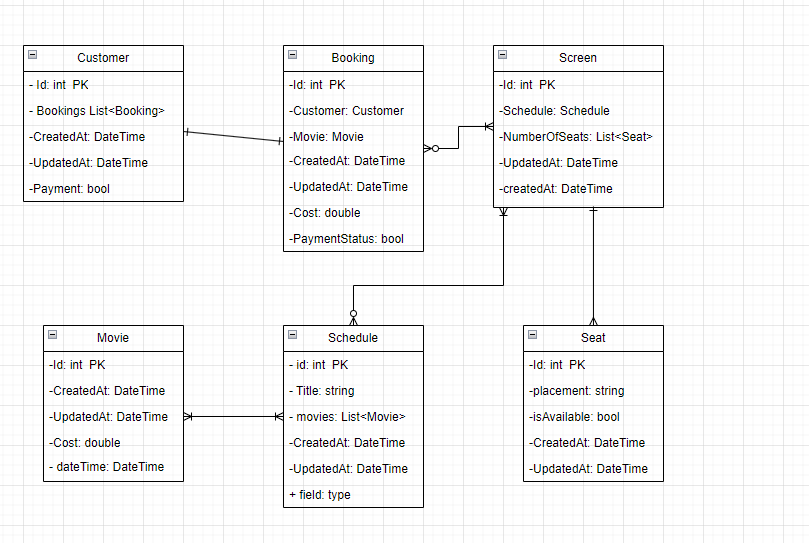 Customer
- Id: int PK
- Bookings List<Booking>
-CreatedAt: DateTime
-UpdatedAt: DateTime
-Payment: bool
Booking
-Id: int PK
-Customer: Customer
-Movie: Movie
-CreatedAt: DateTime
-UpdatedAt: DateTime
-Cost: double
-PaymentStatus: bool
Screen
-Id: int PK
-Schedule: Schedule
-NumberOfSeats: List<Seat>
-UpdatedAt: DateTime
-createdAt: DateTime
Movie
-Id: int PK
-CreatedAt: DateTime
-UpdatedAt: DateTime
-Cost: double
- dateTime: DateTime
Schedule
- id: int PK
- Title: string
- movies: List<Movie>
-CreatedAt: DateTime
-UpdatedAt: DateTime
+ field: type
Seat
-Id: int PK
-placement: string
-isAvailable: bool
-CreatedAt: DateTime
-UpdatedAt: DateTime